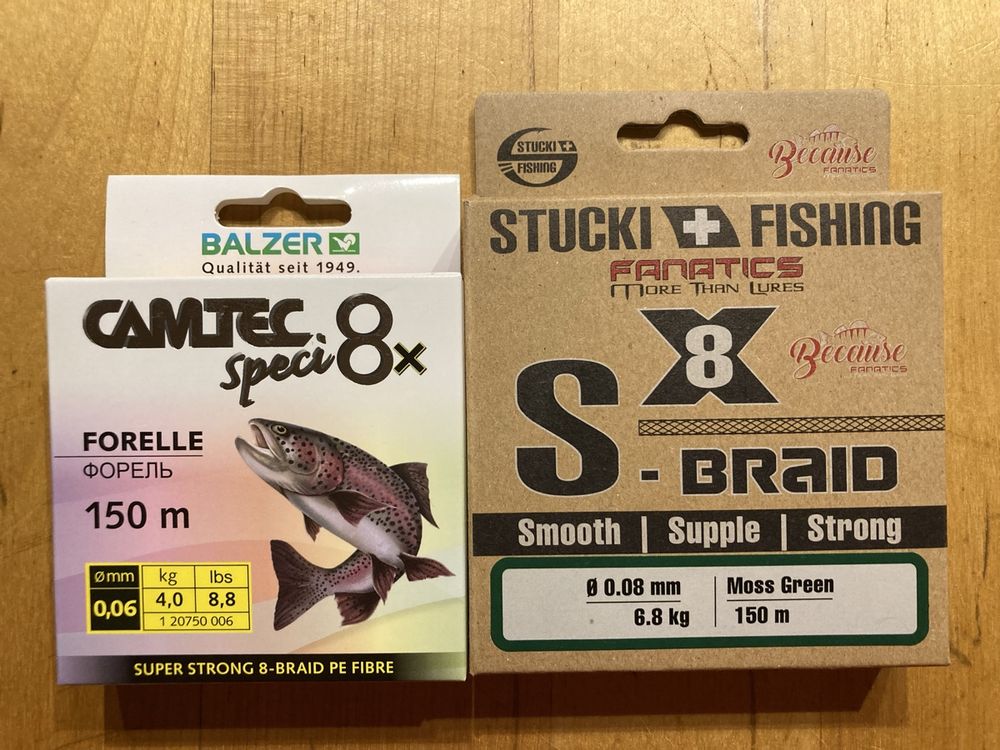 BALZER
Qualität seit 1949.
CAMTEC
speci 8x
FORELLE
ФОРЕЛЬ
150 m
Ømm kg lbs
0,06 4,0 8,8
1 20750 006
SUPER STRONG 8-BRAID PE FIBRE
STUCKI
FISHING
Because
FANATICS
STUCKI FISHING
FANATICS
MORE THAN LURES
X8
Because
FANATICS
S-BRAID
Smooth | Supple | Strong
Ø 0.08 mm Moss Green
6.8 kg 150 m